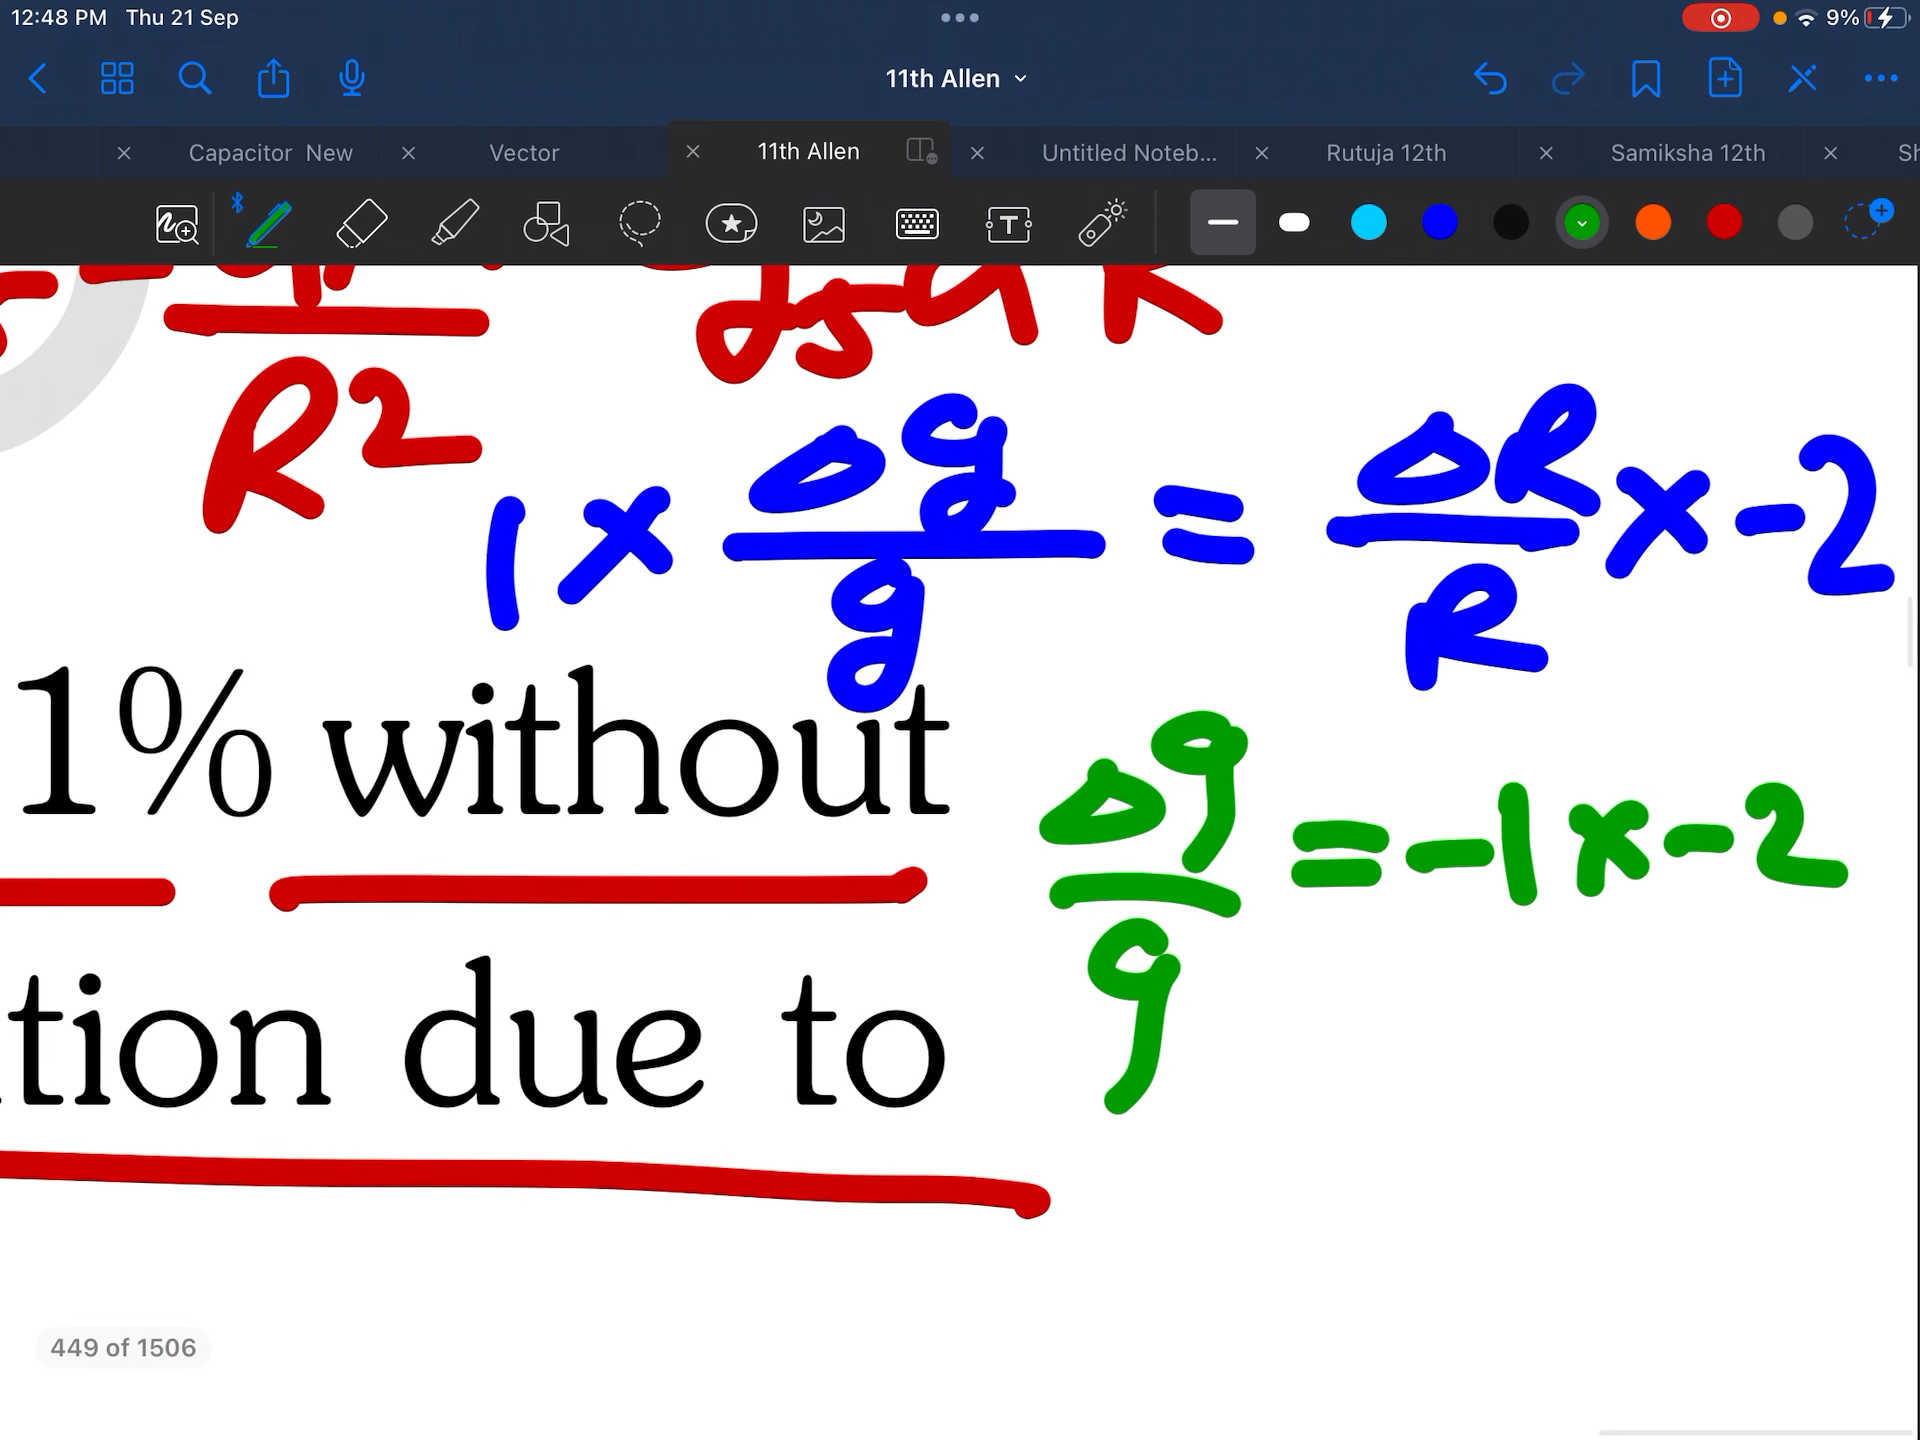 12:48 PM Thu 21 Sep
9%
11th Allen
Capacitor New
Vector
11th Allen
Untitled Noteb...
Rutuja 12th
Samiksha 12th
Sh
T
R²
1 × Δg/g = ΔR/R × -2
1% without
Δg/g = -1 × -2
tion due to
449 of 1506